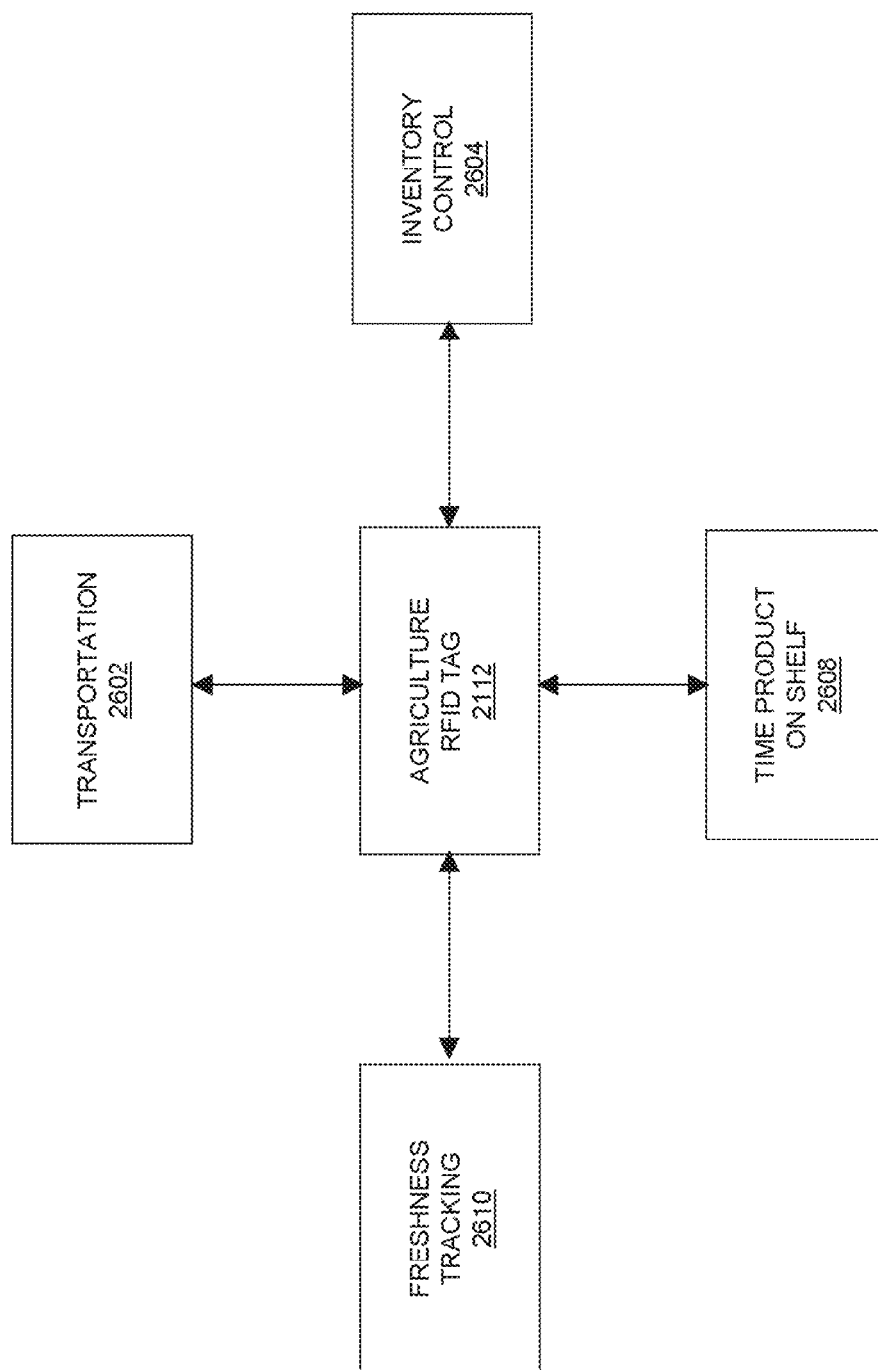 TRANSPORTATION
2602
INVENTORY
CONTROL
2604
AGRICULTURE
RFID TAG
2112
FRESHNESS
TRACKING
2610
TIME PRODUCT
ON SHELF
2608